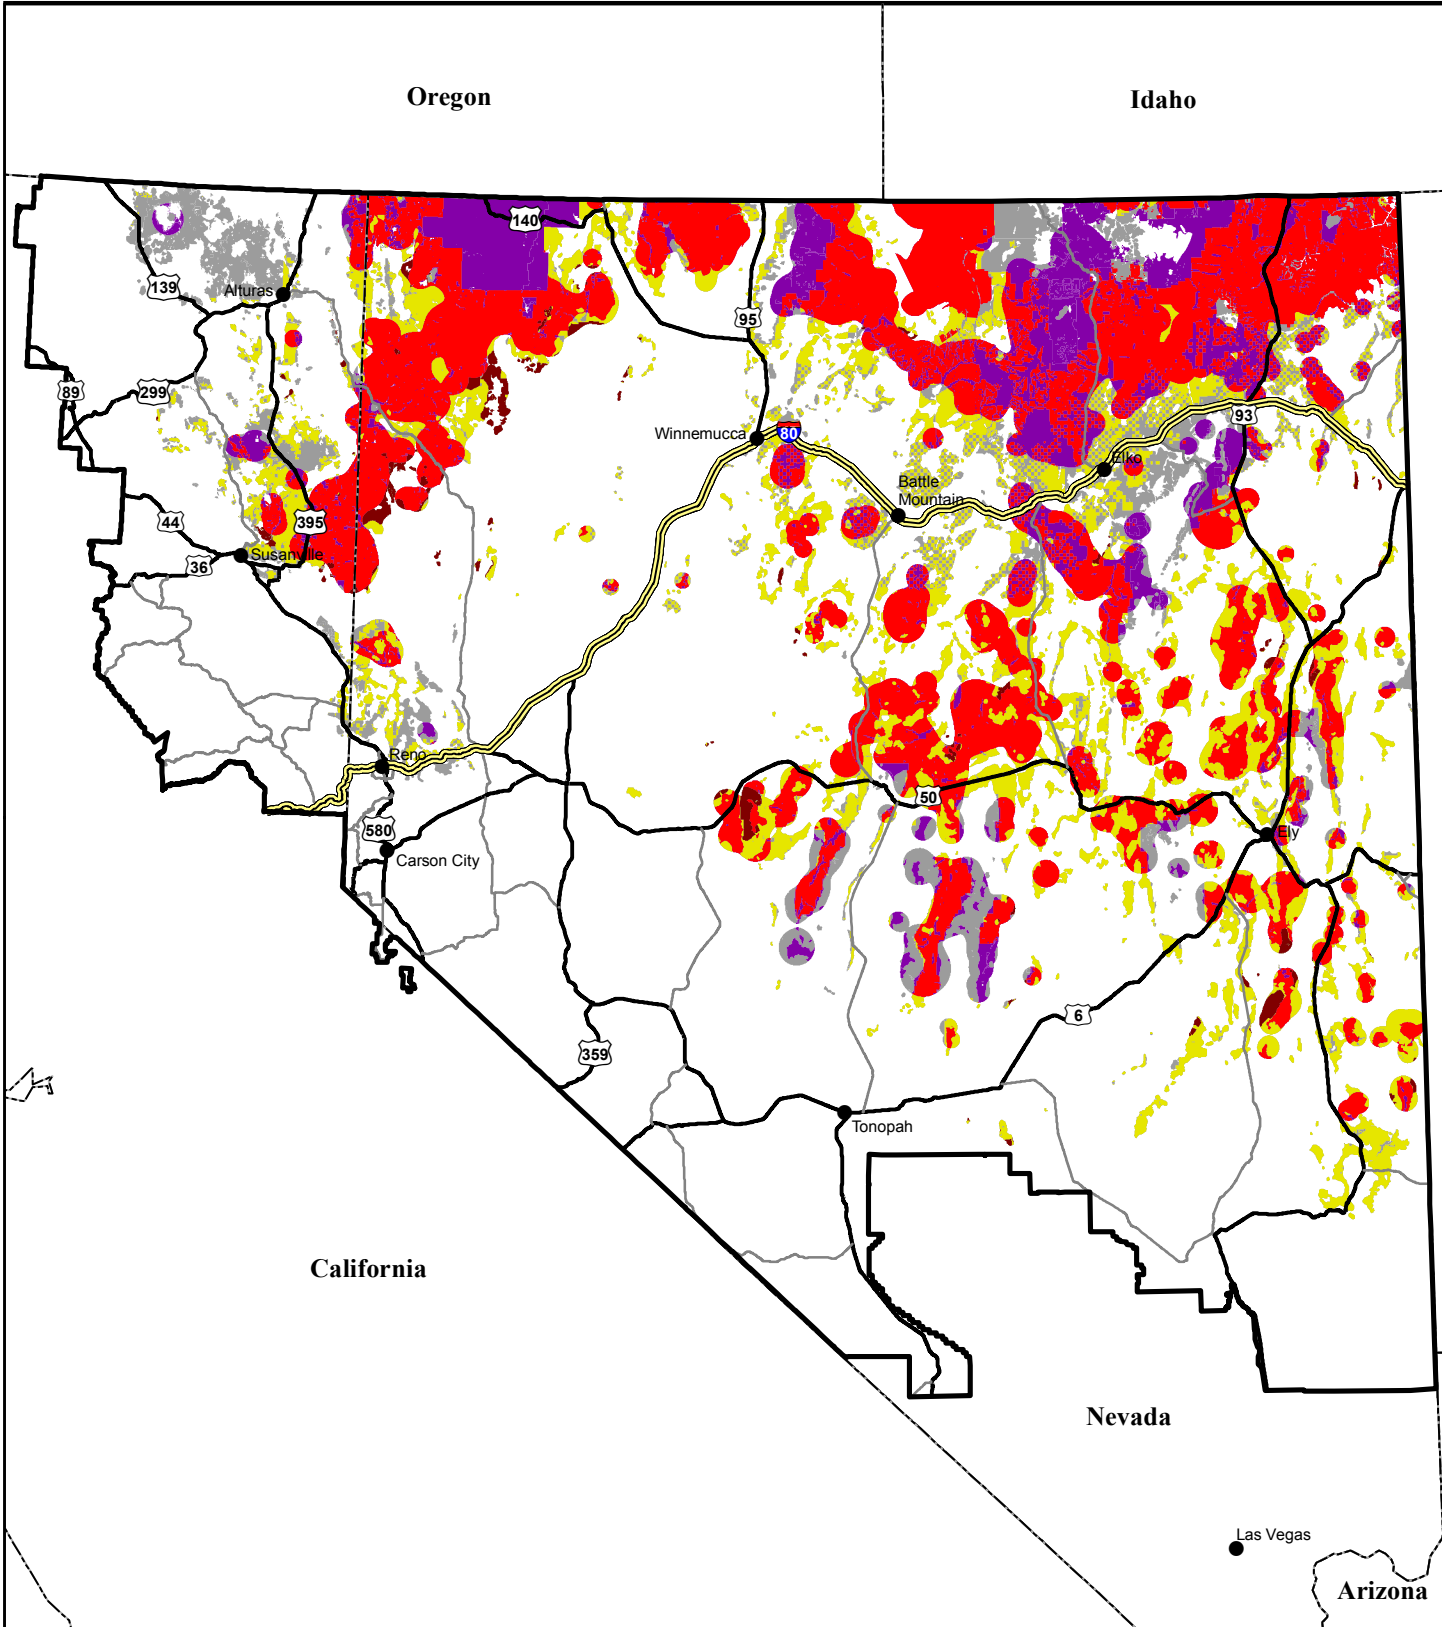 Oregon
Idaho
140
139
Alturas
95
299
89
93
Winnemucca
80
Elko
Battle
Mountain
44
395
Susanville
36
Reno
50
580
Carson City
Ely
6
359
Tonopah
California
Nevada
Las Vegas
Arizona